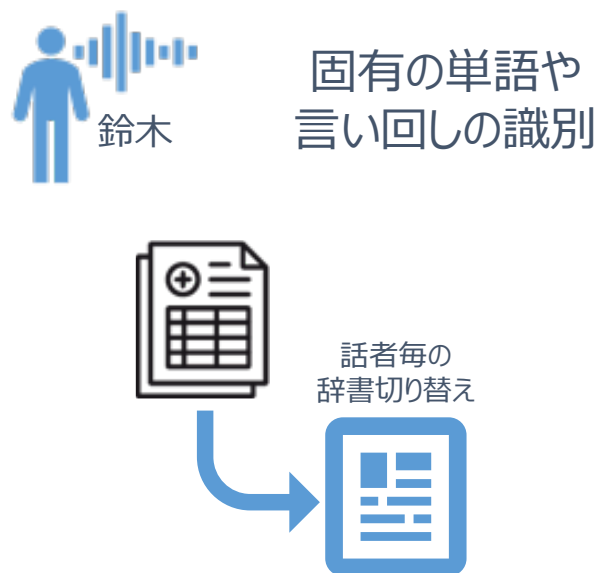 固有の単語や
言い回しの識別
鈴木
話者毎の
辞書切り替え